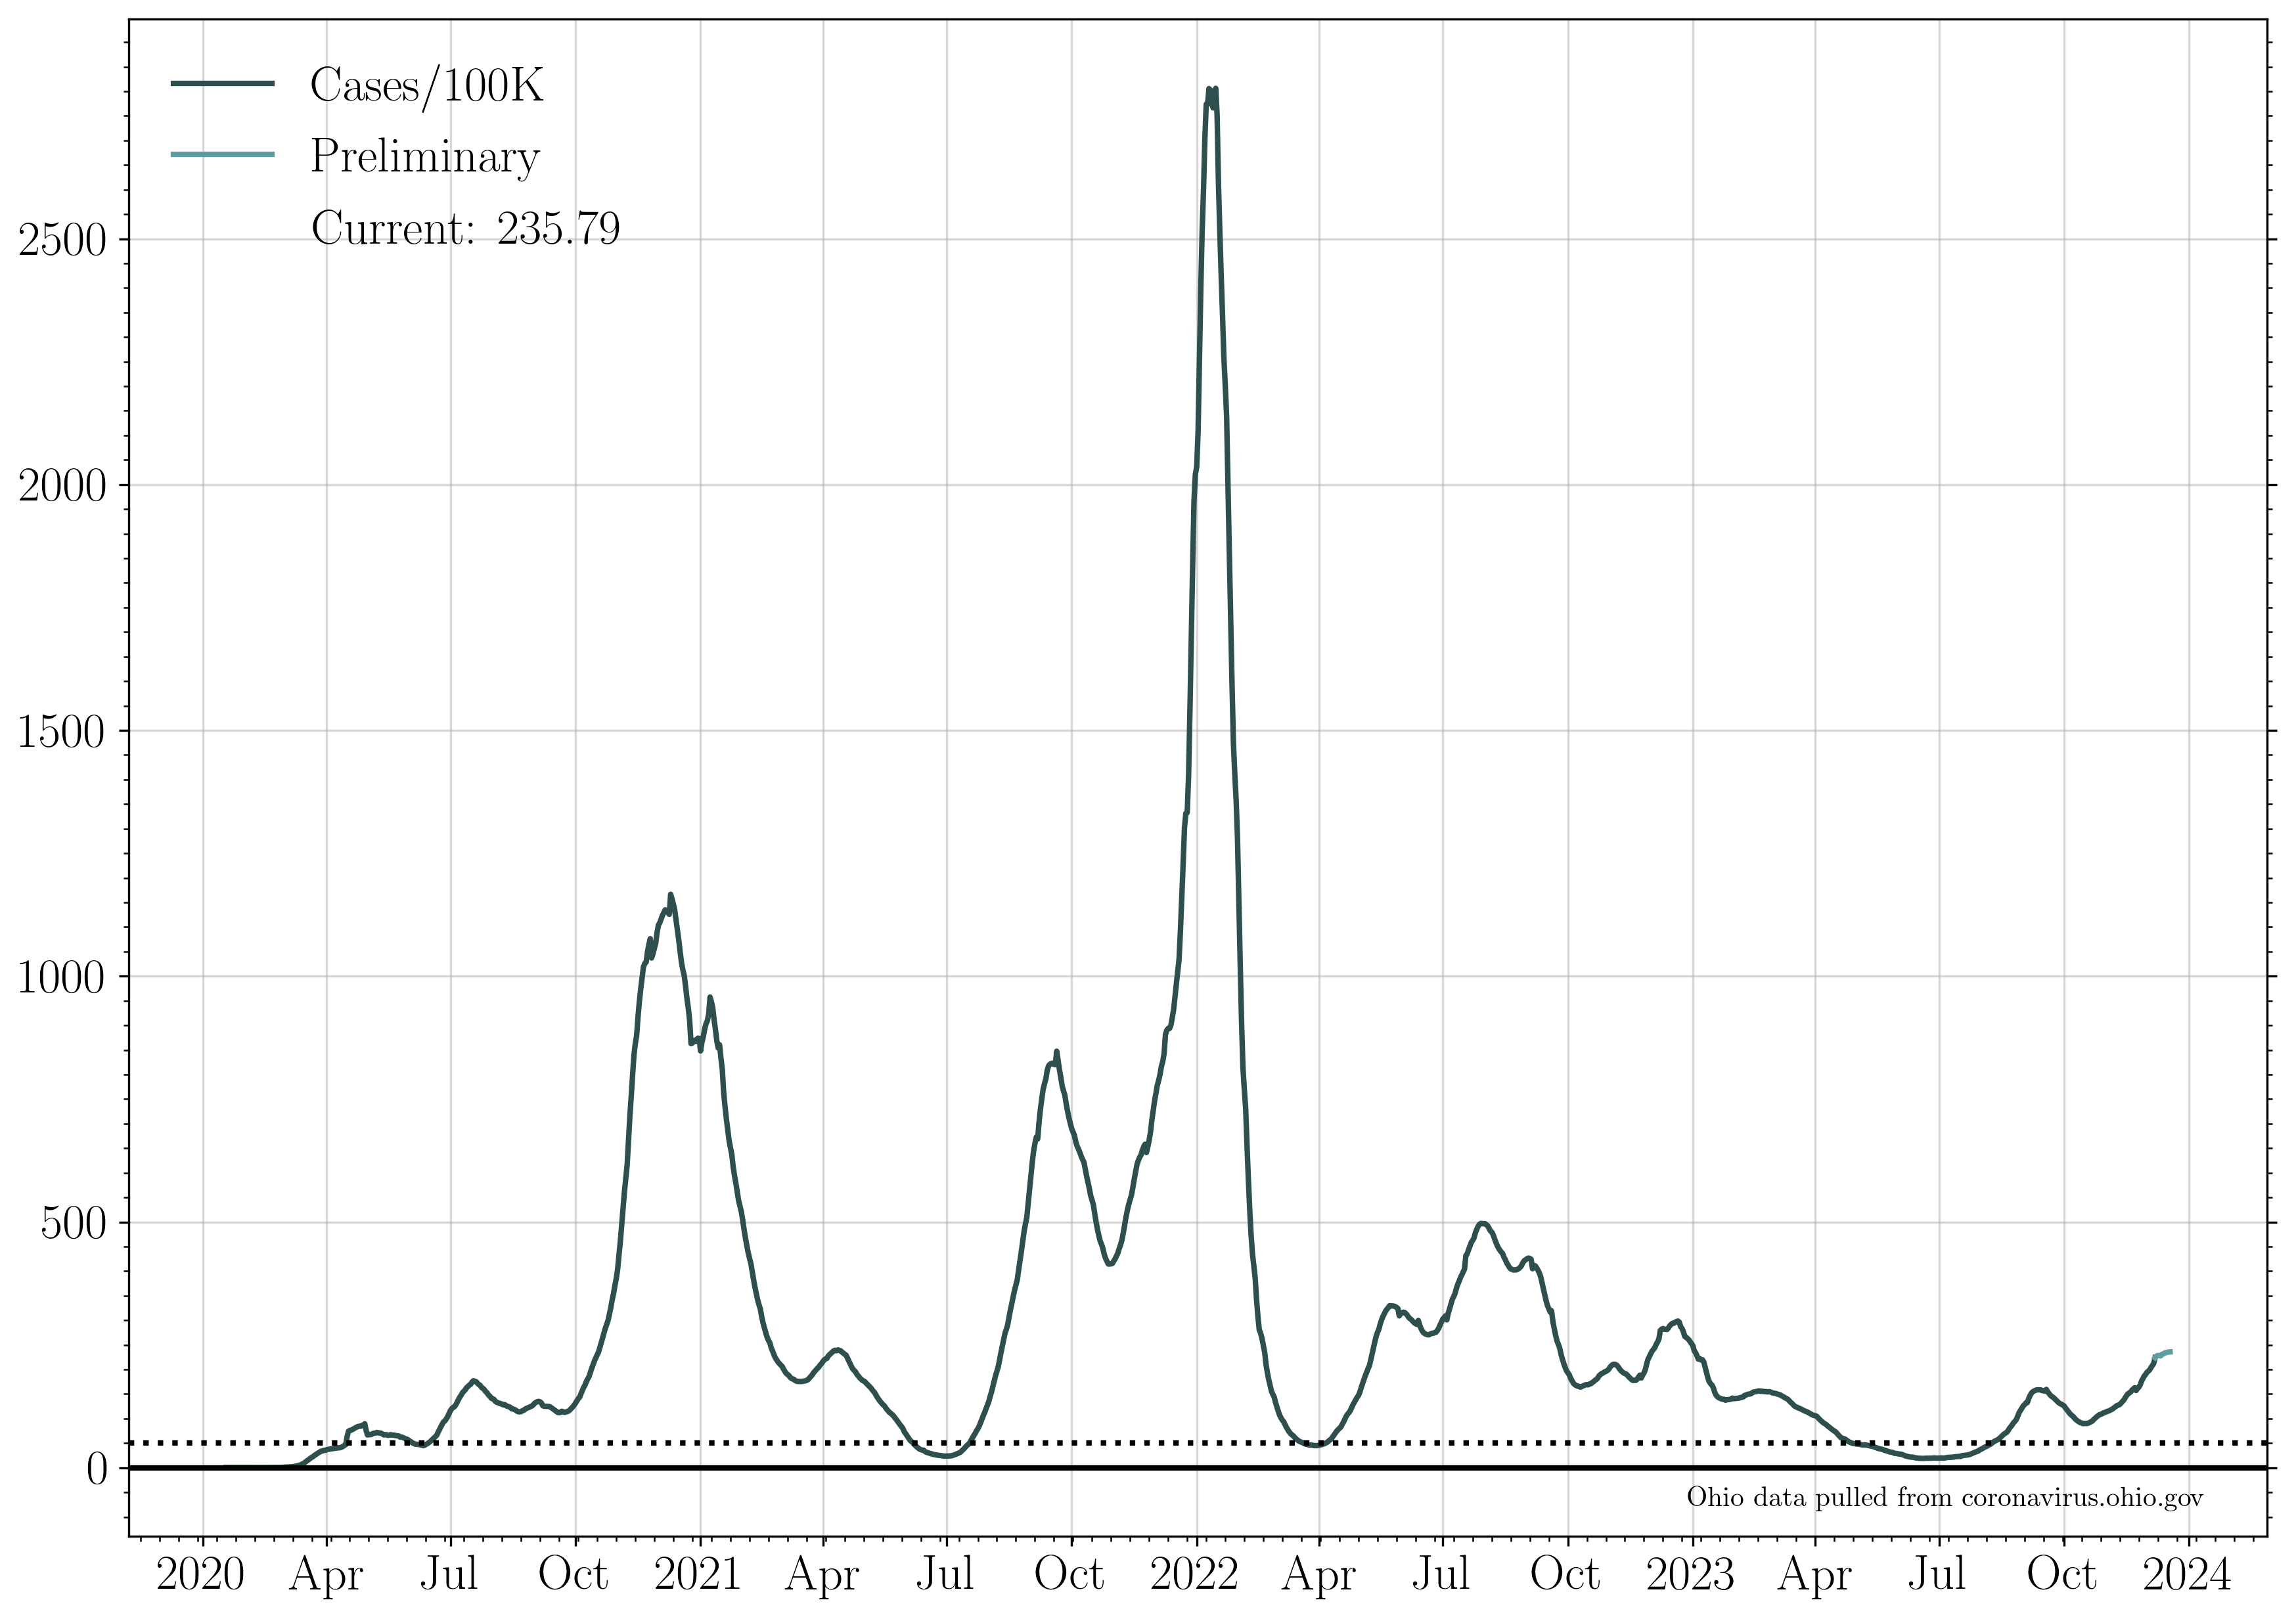 Cases/100K
Preliminary
Current: 235.79
2500
2000
1500
1000
500
0
Ohio data pulled from coronavirus.ohio.gov
2020 Apr Jul Oct 2021 Apr Jul Oct 2022 Apr Jul Oct 2023 Apr Jul Oct 2024